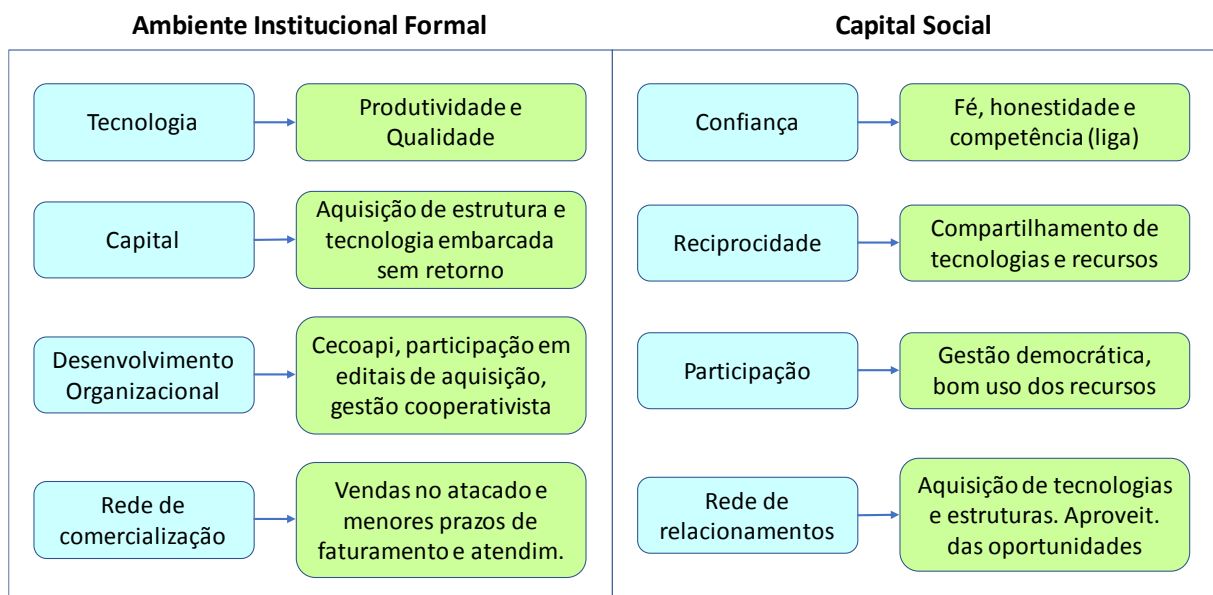 Ambiente Institucional Formal
Tecnologia
Produtividade e
Qualidade
Capital
Aquisição de estrutura e
tecnologia embarcada
sem retorno
Desenvolvimento
Organizacional
Cecoapi, participação em
editais de aquisição,
gestão cooperativista
Rede de
comercialização
Vendas no atacado e
menores prazos de
faturamento e atendim.
Capital Social
Confiança
Fé, honestidade e
competência (liga)
Reciprocidade
Compartilhamento de
tecnologias e recursos
Participação
Gestão democrática,
bom uso dos recursos
Rede de
relacionamentos
Aquisição de tecnologias
e estruturas. Aproveit.
das oportunidades